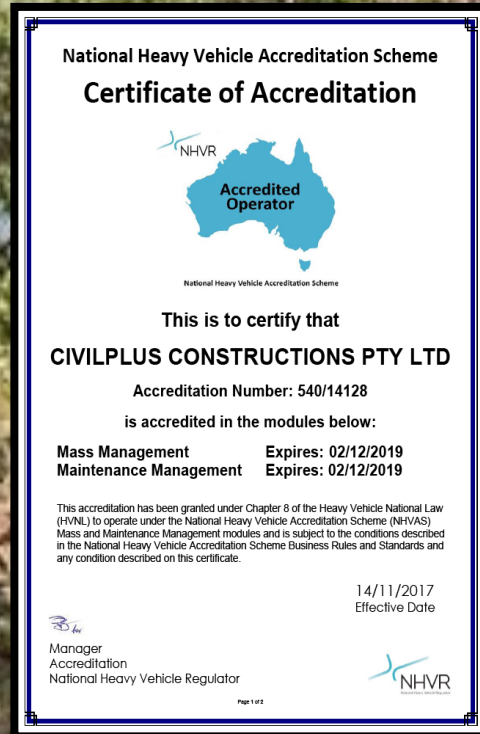 National Heavy Vehicle Accreditation Scheme
Certificate of Accreditation
NHVR
Accredited
Operator
National Heavy Vehicle Accreditation Scheme
This is to certify that
CIVILPLUS CONSTRUCTIONS PTY LTD
Accreditation Number: 540/14128
is accredited in the modules below:
Mass Management Expires: 02/12/2019
Maintenance Management Expires: 02/12/2019
This accreditation has been granted under Chapter 8 of the Heavy Vehicle National Law
(HVNL) to operate under the National Heavy Vehicle Accreditation Scheme (NHVAS)
Mass and Maintenance Management modules and is subject to the conditions described
in the National Heavy Vehicle Accreditation Scheme Business Rules and Standards and
any condition described on this certificate.
14/11/2017
Effective Date
Manager
Accreditation
National Heavy Vehicle Regulator
NHVR
National Heavy Vehicle Regulator
Page 1 of 2